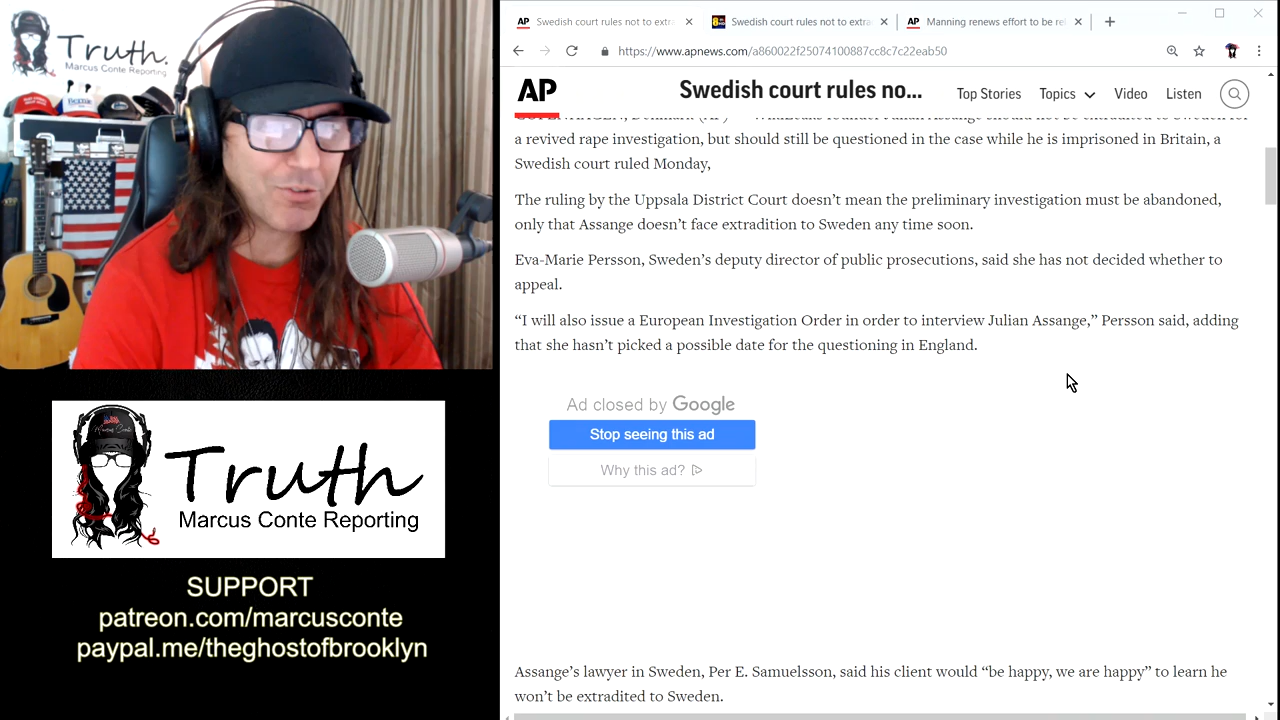 Truth.
Marcus Conte Reporting
Truth
Marcus Conte Reporting
SUPPORT
patreon.com/marcusconte
paypal.me/theghostofbrooklyn
Swedish court rules not to extr
Swedish court rules not to extra
Manning renews effort to be rel
https://www.apnews.com/a860022f25074100887cc8c7c22eab50
AP
Swedish court rules no...
Top Stories
Topics
Video
Listen
a revived rape investigation, but should still be questioned in the case while he is imprisoned in Britain, a
Swedish court ruled Monday,
The ruling by the Uppsala District Court doesn’t mean the preliminary investigation must be abandoned,
only that Assange doesn’t face extradition to Sweden any time soon.
Eva-Marie Persson, Sweden’s deputy director of public prosecutions, said she has not decided whether to
appeal.
“I will also issue a European Investigation Order in order to interview Julian Assange,” Persson said, adding
that she hasn’t picked a possible date for the questioning in England.
Ad closed by Google
Stop seeing this ad
Why this ad?
Assange’s lawyer in Sweden, Per E. Samuelsson, said his client would “be happy, we are happy” to learn he
won’t be extradited to Sweden.